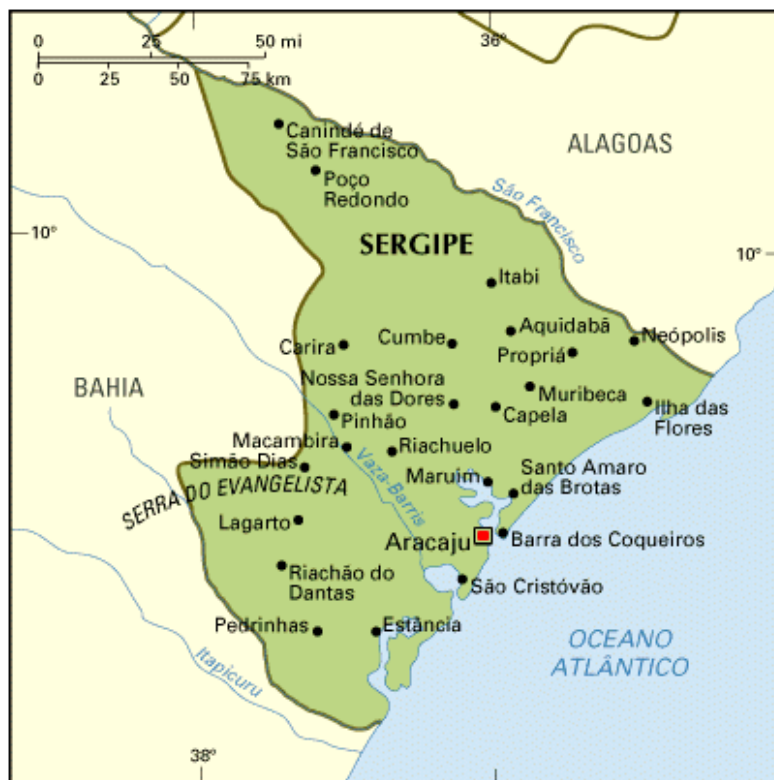 0 25 50 mi
0 25 50 75 km
36°
Canindé de
São Francisco
ALAGOAS
Poço
Redondo
São Francisco
10°
SERGIPE
10°
Itabi
Aquidabã
Neópolis
Carira
Cumbe
Propriá
BAHIA
Nossa Senhora
das Dores
Muribeca
Capela
Ilha das
Flores
Pinhão
Macambira
Riachuelo
Simão Dias
Vaza-Barris
Maruim
Santo Amaro
das Brotas
SERRA DO EVANGELISTA
Lagarto
Aracaju
Barra dos Coqueiros
Riachão do
Dantas
São Cristóvão
Pedrinhas
Estância
OCEANO
ATLÂNTICO
Itapicuru
38°